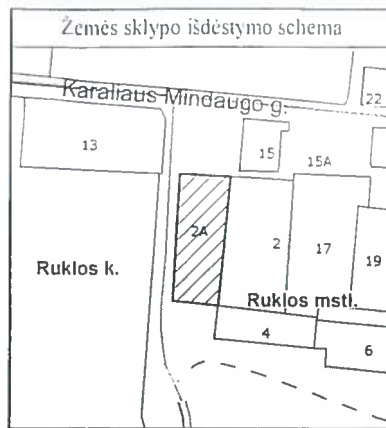 Žemės sklypo išdėstymo schema
Karaliaus Mindaugo g.
22
13
15
15A
2A
2
17
19
Ruklos k.
Ruklos mstl.
4
6